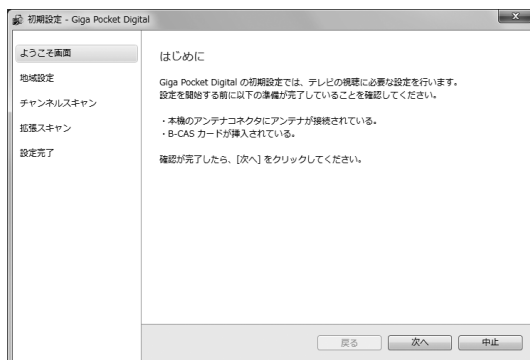 初期設定 - Giga Pocket Digital
x
ようこそ画面
地域設定
チャンネルスキャン
拡張スキャン
設定完了
はじめに
Giga Pocket Digital の初期設定では、テレビの視聴に必要な設定を行います。
設定を開始する前に以下の準備が完了していることを確認してください。
・本機のアンテナコネクタにアンテナが接続されている。
・B-CAS カードが挿入されている。
確認が完了したら、[次へ] をクリックしてください。
戻る
次へ
中止